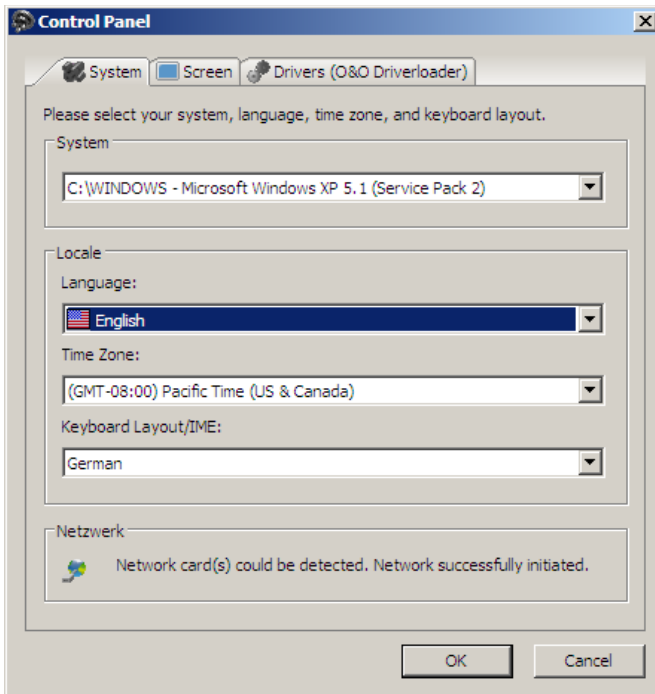 Control Panel
System
Screen
Drivers (O&O Driverloader)
Please select your system, language, time zone, and keyboard layout.
System
C:\WINDOWS - Microsoft Windows XP 5.1 (Service Pack 2)
Locale
Language:
English
Time Zone:
(GMT-08:00) Pacific Time (US & Canada)
Keyboard Layout/IME:
German
Netzwerk
Network card(s) could be detected. Network successfully initiated.
OK
Cancel